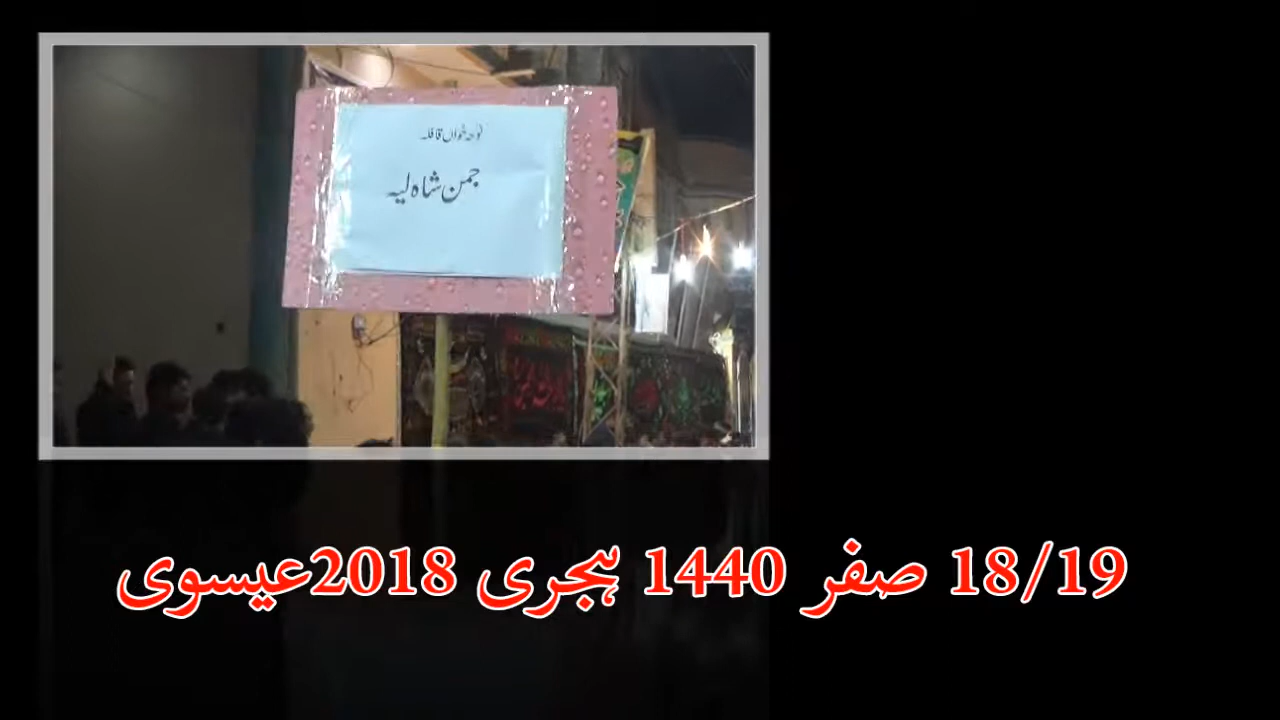 نوحہ خواں قافلہ
جمن شاہ لیہ
18/19 صفر 1440 ہجری 2018عیسوی